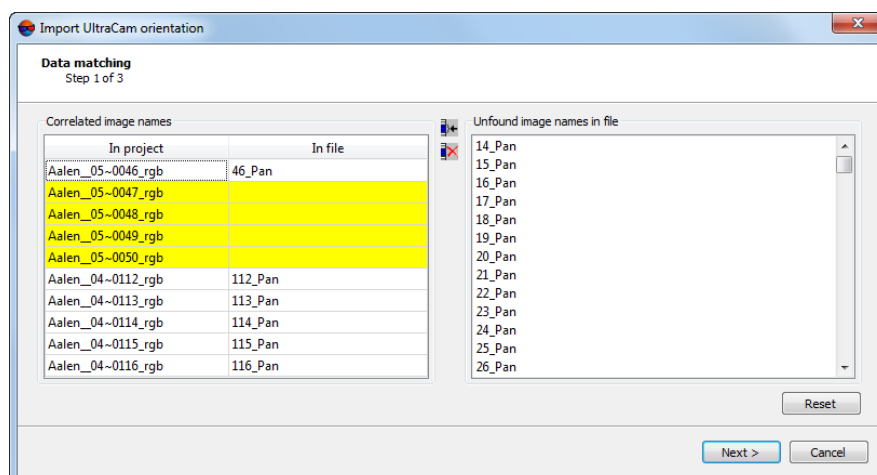 Import UltraCam orientation
Data matching
Step 1 of 3
Correlated image names
In project In file
Aalen__05~0046_rgb 46_Pan
Aalen__05~0047_rgb
Aalen__05~0048_rgb
Aalen__05~0049_rgb
Aalen__05~0050_rgb
Aalen__04~0112_rgb 112_Pan
Aalen__04~0113_rgb 113_Pan
Aalen__04~0114_rgb 114_Pan
Aalen__04~0115_rgb 115_Pan
Aalen__04~0116_rgb 116_Pan
Unfound image names in file
14_Pan
15_Pan
16_Pan
17_Pan
18_Pan
19_Pan
20_Pan
21_Pan
22_Pan
23_Pan
24_Pan
25_Pan
26_Pan
Reset
Next > Cancel